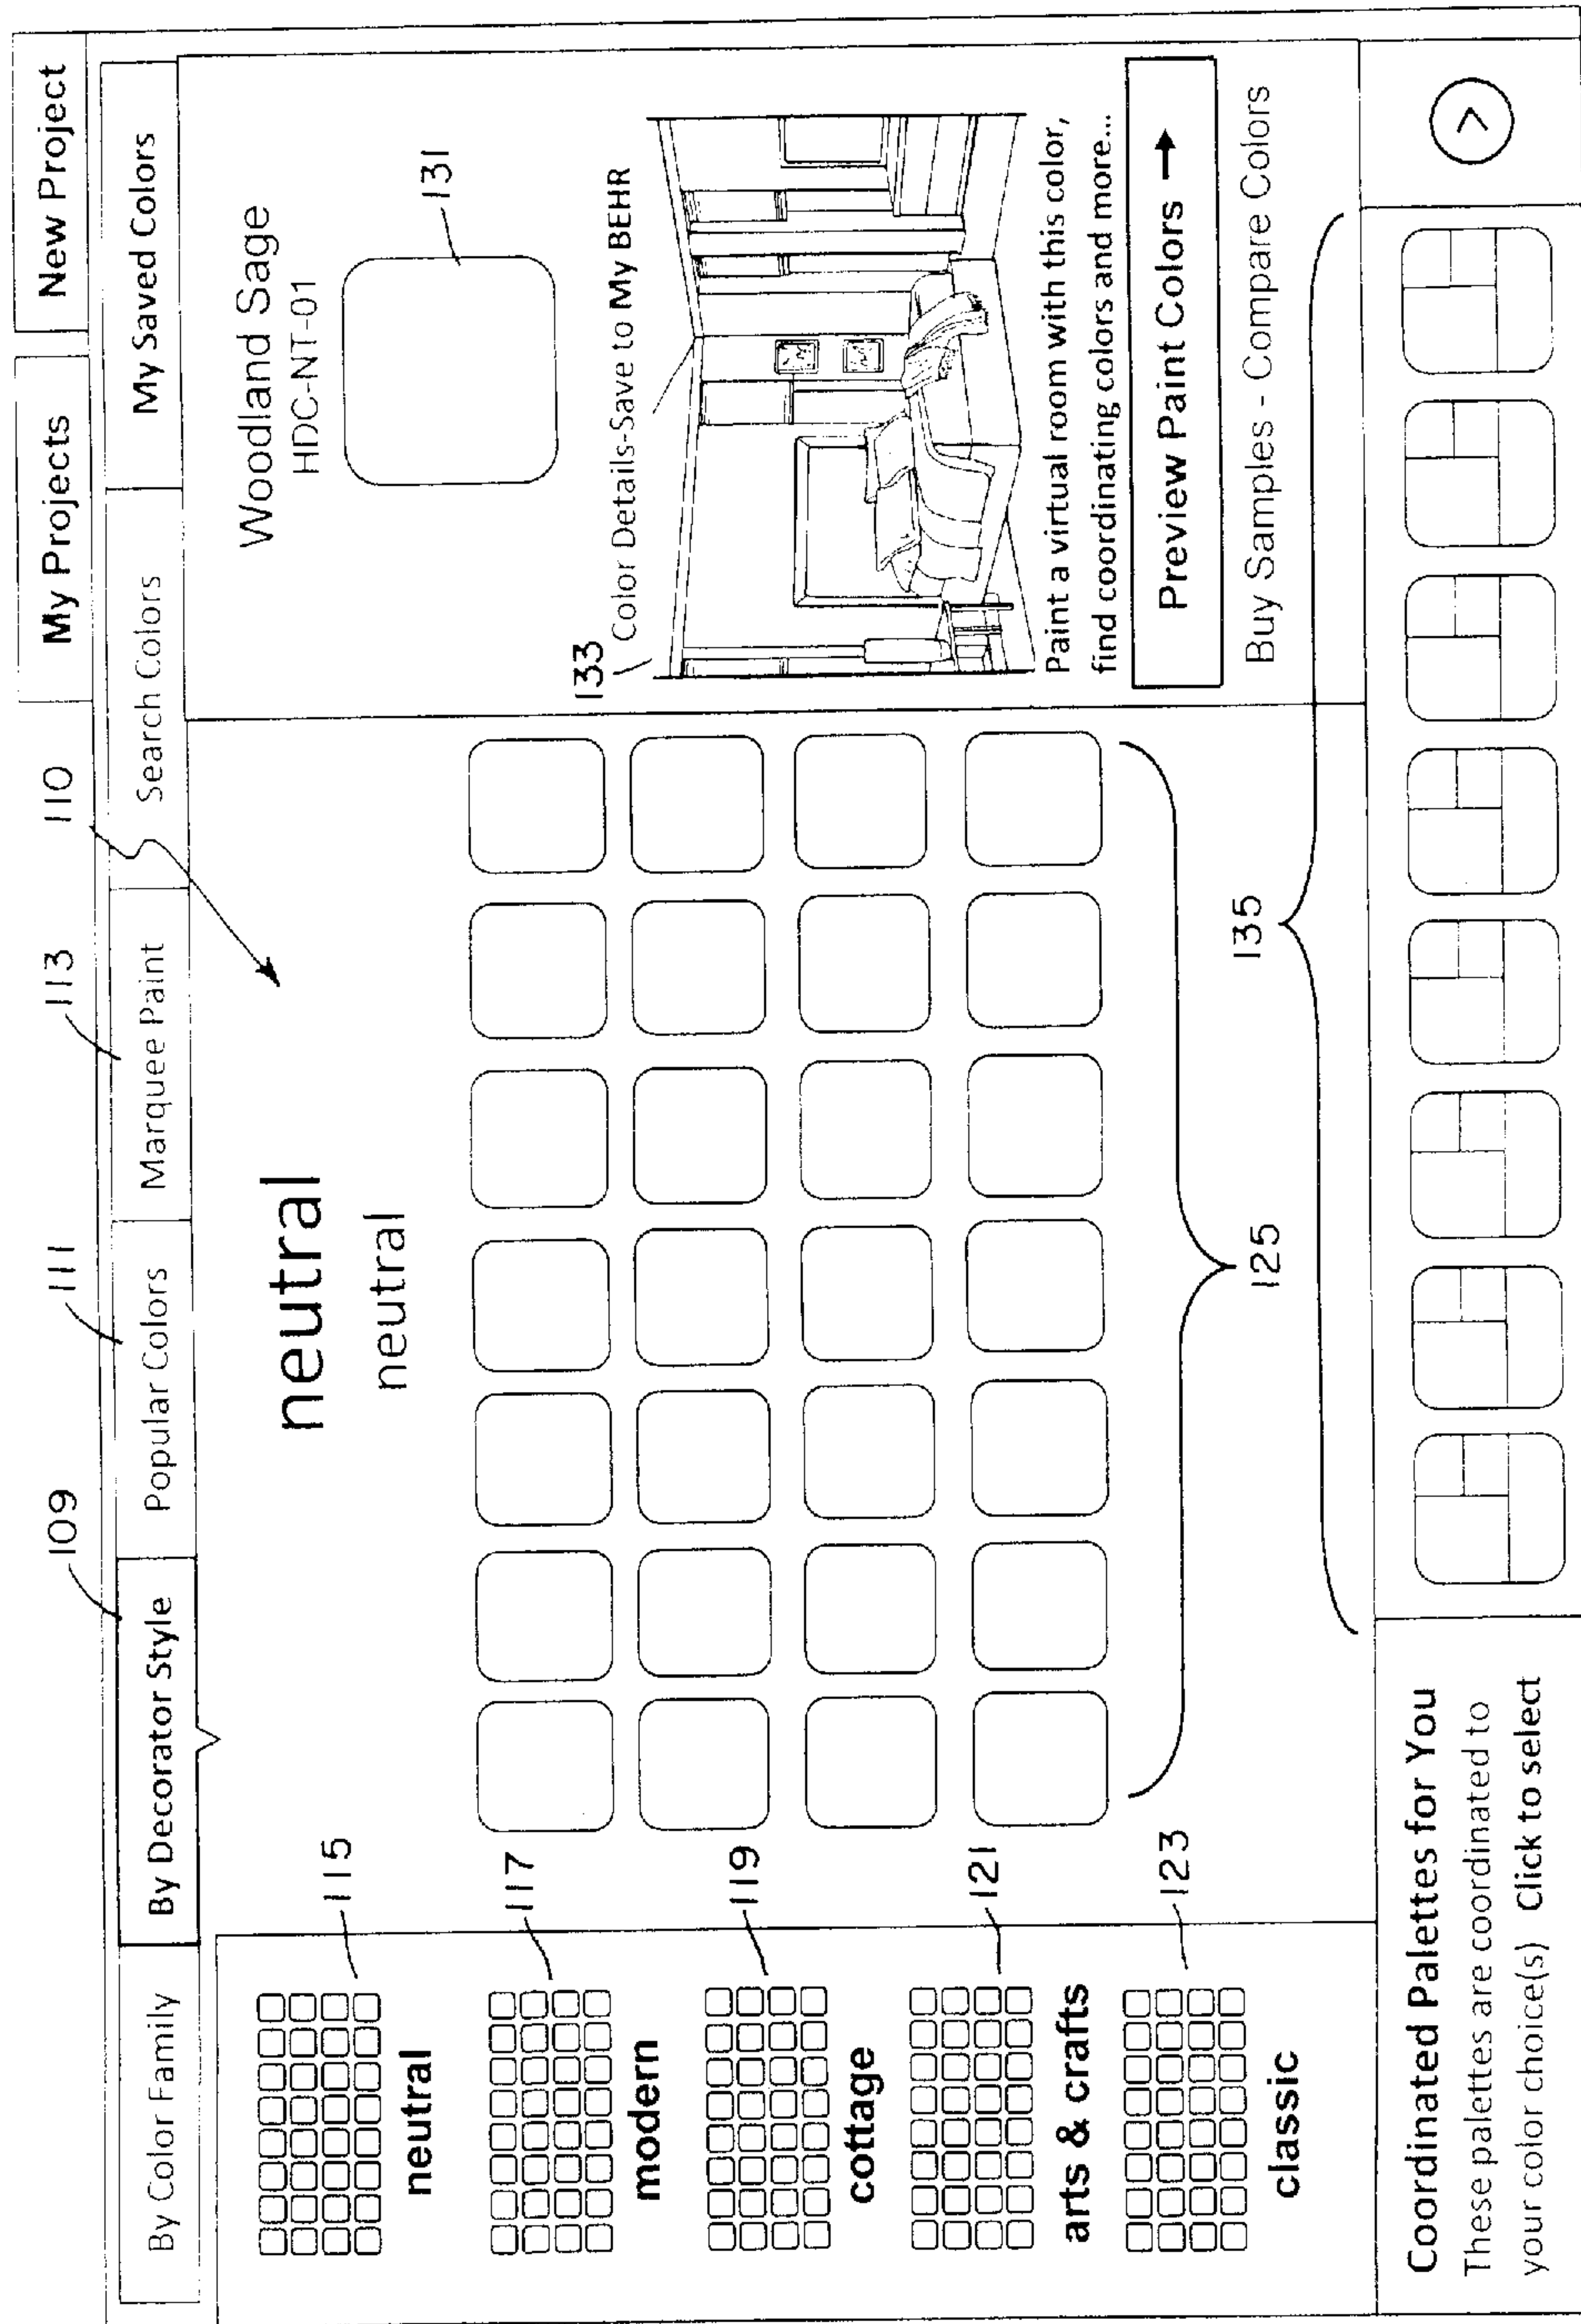 My Projects
New Project
110
113
111
109
By Color Family
By Decorator Style
Popular Colors
Marquee Paint
Search Colors
My Saved Colors
115
neutral
117
modern
119
cottage
121
arts & crafts
123
classic
neutral
neutral
125
135
Woodland Sage
HDC-NT-01
131
133
Color Details-Save to My BEHR
Paint a virtual room with this color,
find coordinating colors and more...
Preview Paint Colors →
Buy Samples - Compare Colors
Coordinated Palettes for You
These palettes are coordinated to
your color choice(s) Click to select
>